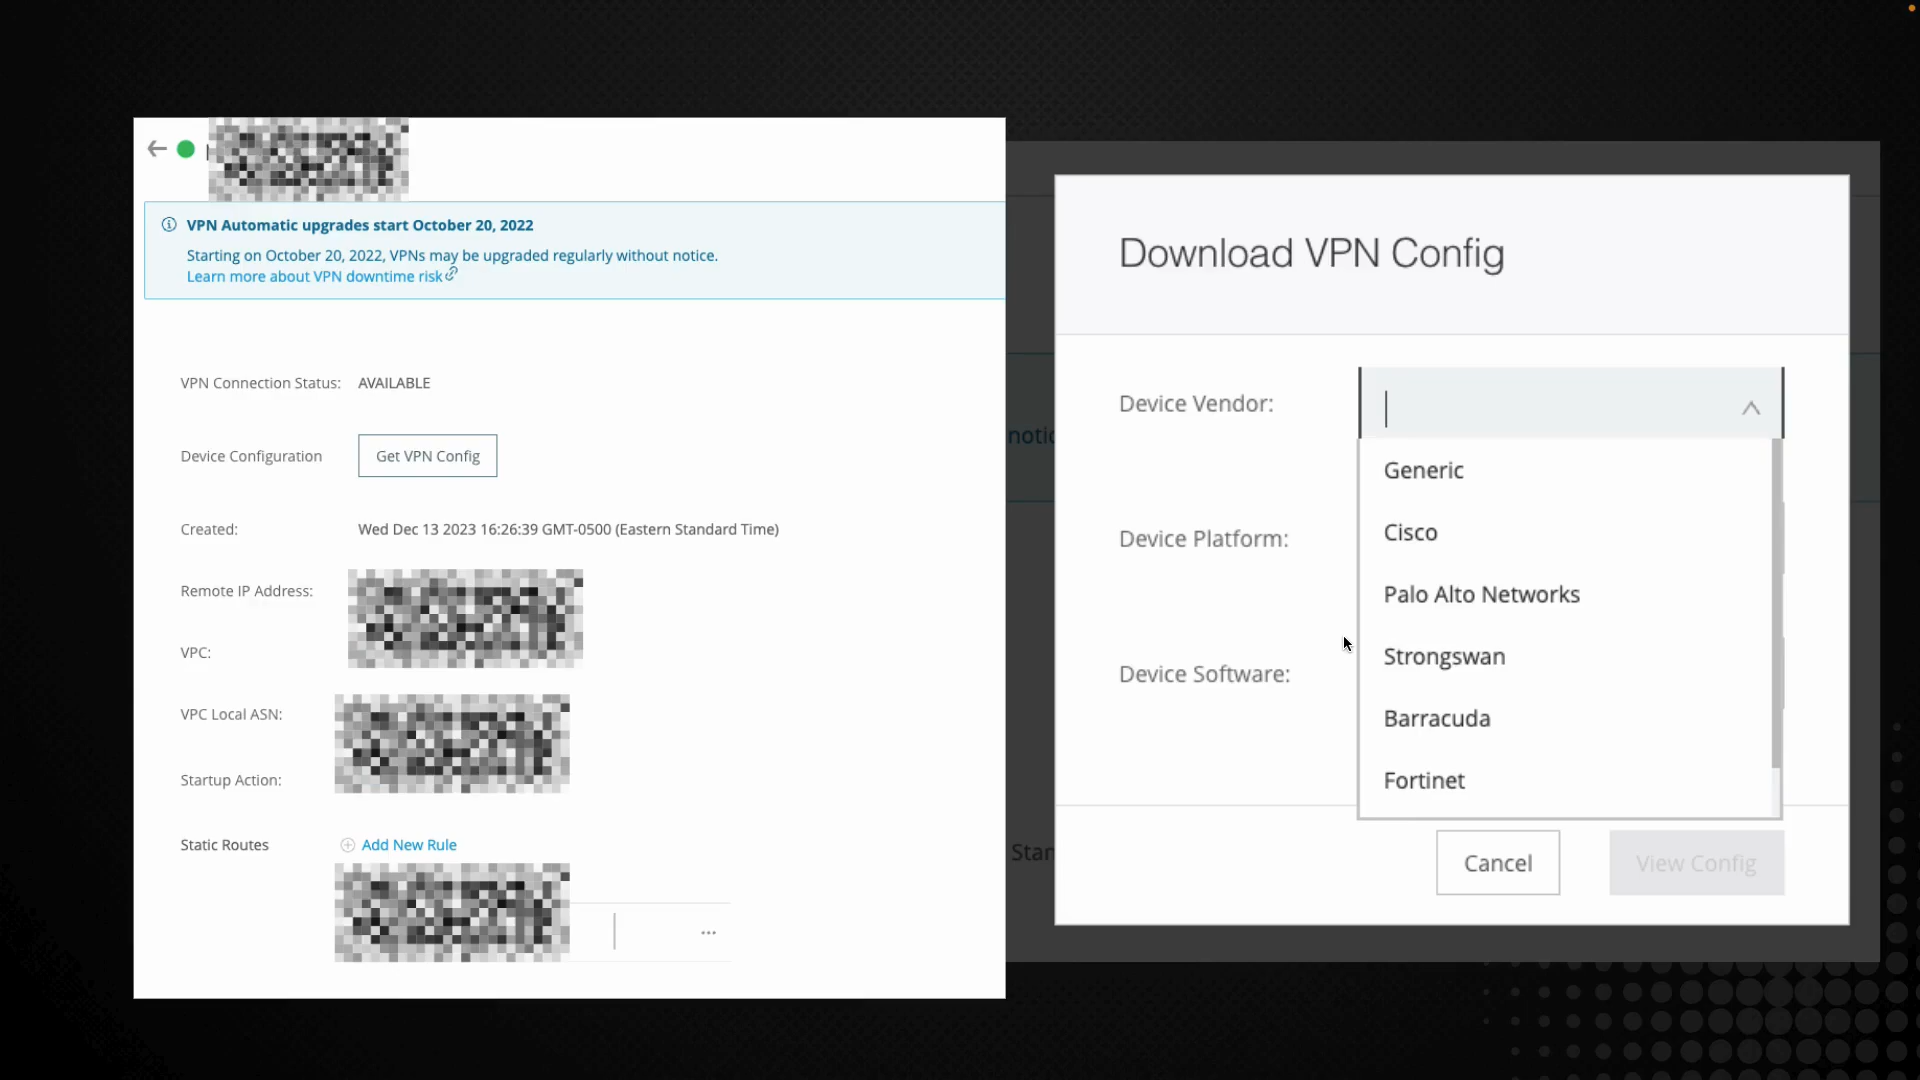 VPN Automatic upgrades start October 20, 2022
Starting on October 20, 2022, VPNs may be upgraded regularly without notice.
Learn more about VPN downtime risk
VPN Connection Status: AVAILABLE
Device Configuration Get VPN Config
Created: Wed Dec 13 2023 16:26:39 GMT-0500 (Eastern Standard Time)
Remote IP Address:
VPC:
VPC Local ASN:
Startup Action:
Static Routes Add New Rule
...
Download VPN Config
Device Vendor:
Generic
Cisco
Device Platform:
Palo Alto Networks
Strongswan
Device Software:
Barracuda
Fortinet
Cancel View Config